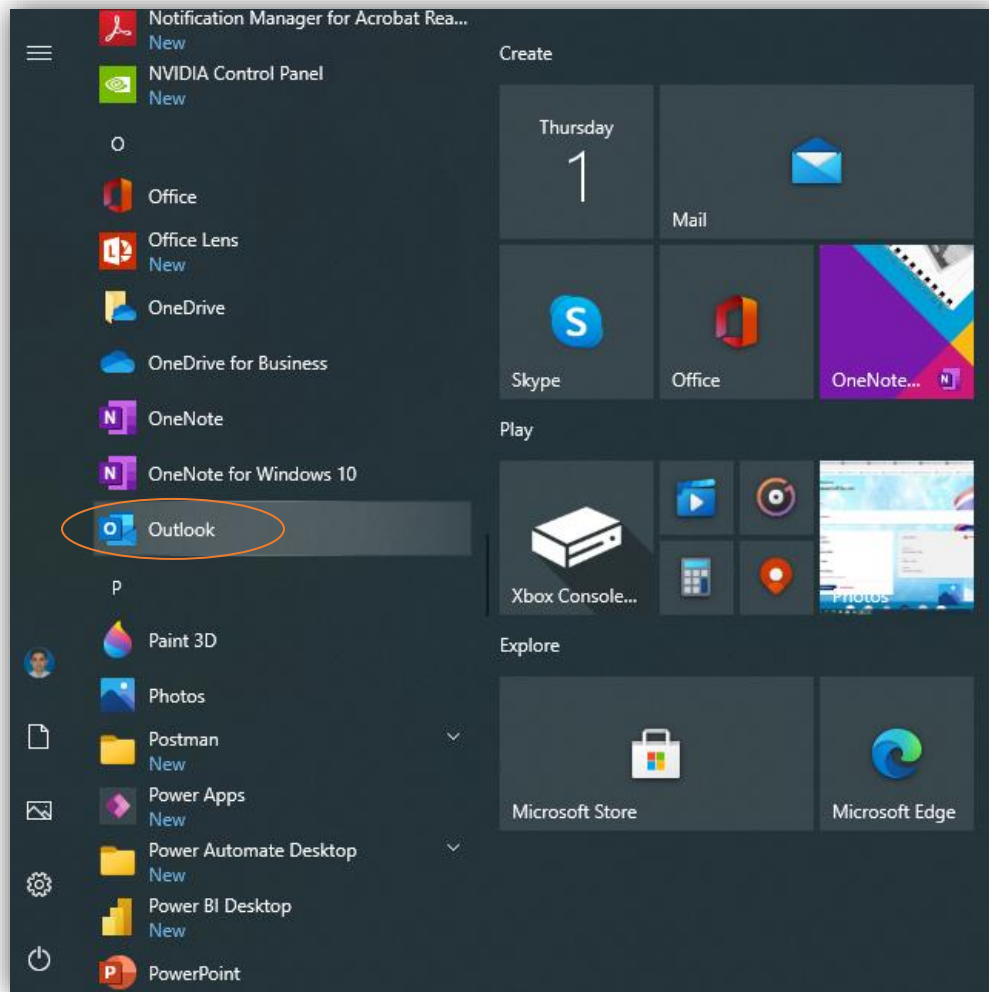 Notification Manager for Acrobat Rea...
New
NVIDIA Control Panel
New
O
Office
Office Lens
New
OneDrive
OneDrive for Business
OneNote
OneNote for Windows 10
Outlook
P
Paint 3D
Photos
Postman
New
Power Apps
New
Power Automate Desktop
New
Power BI Desktop
New
PowerPoint
Create
Thursday
1
Mail
Skype
Office
OneNote...
Play
Xbox Console...
Photos
Explore
Microsoft Store
Microsoft Edge